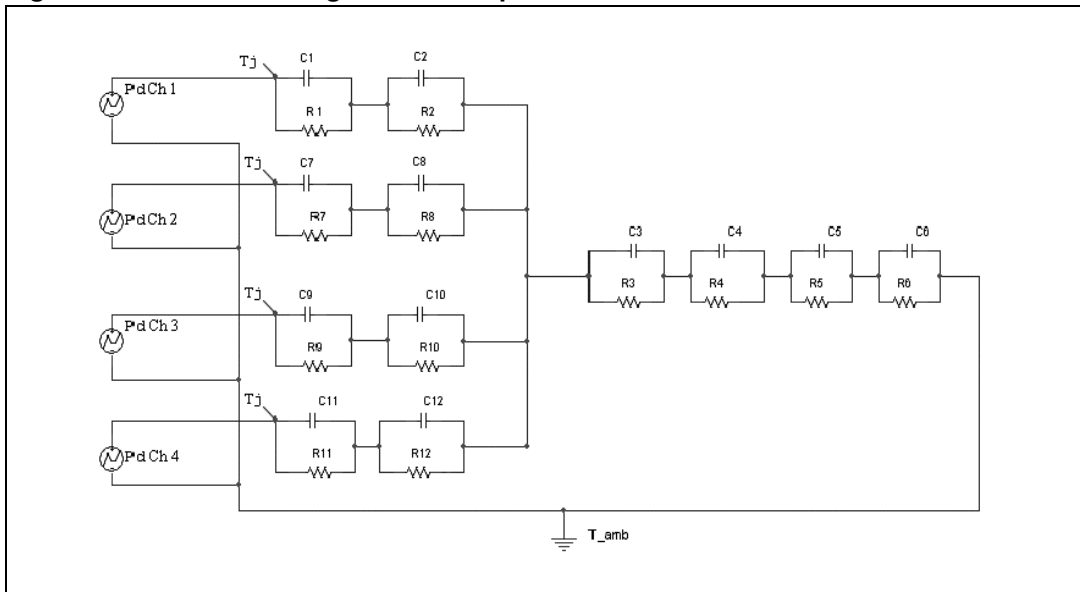 Tj
C1
C2
PdCh1
R1
R2
Tj
C7
C8
PdCh2
R7
R8
C3
C4
C5
C6
R3
R4
R5
R6
Tj
C9
C10
PdCh3
R9
R10
Tj
C11
C12
PdCh4
R11
R12
T_amb